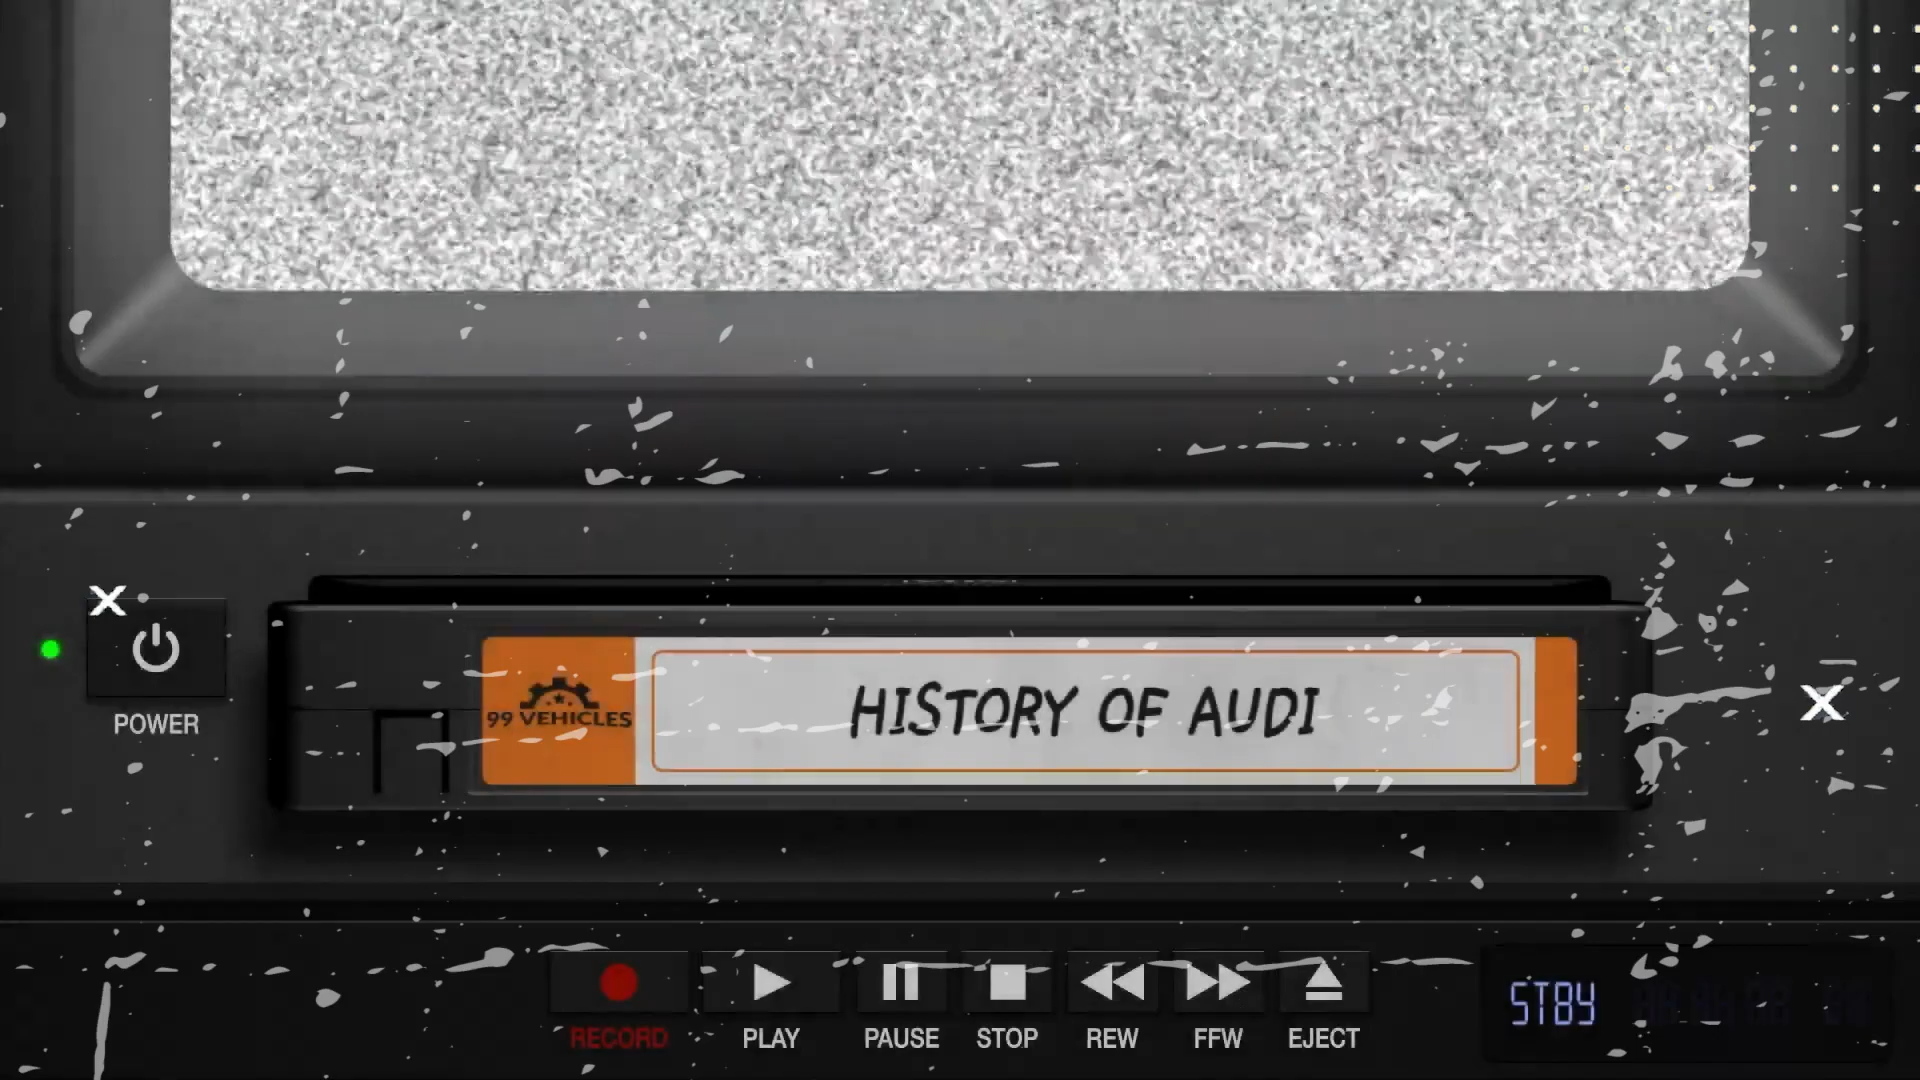 POWER
99 VEHICLES
HISTORY OF AUDI
RECORD
PLAY
PAUSE
STOP
REW
FFW
EJECT
STBY